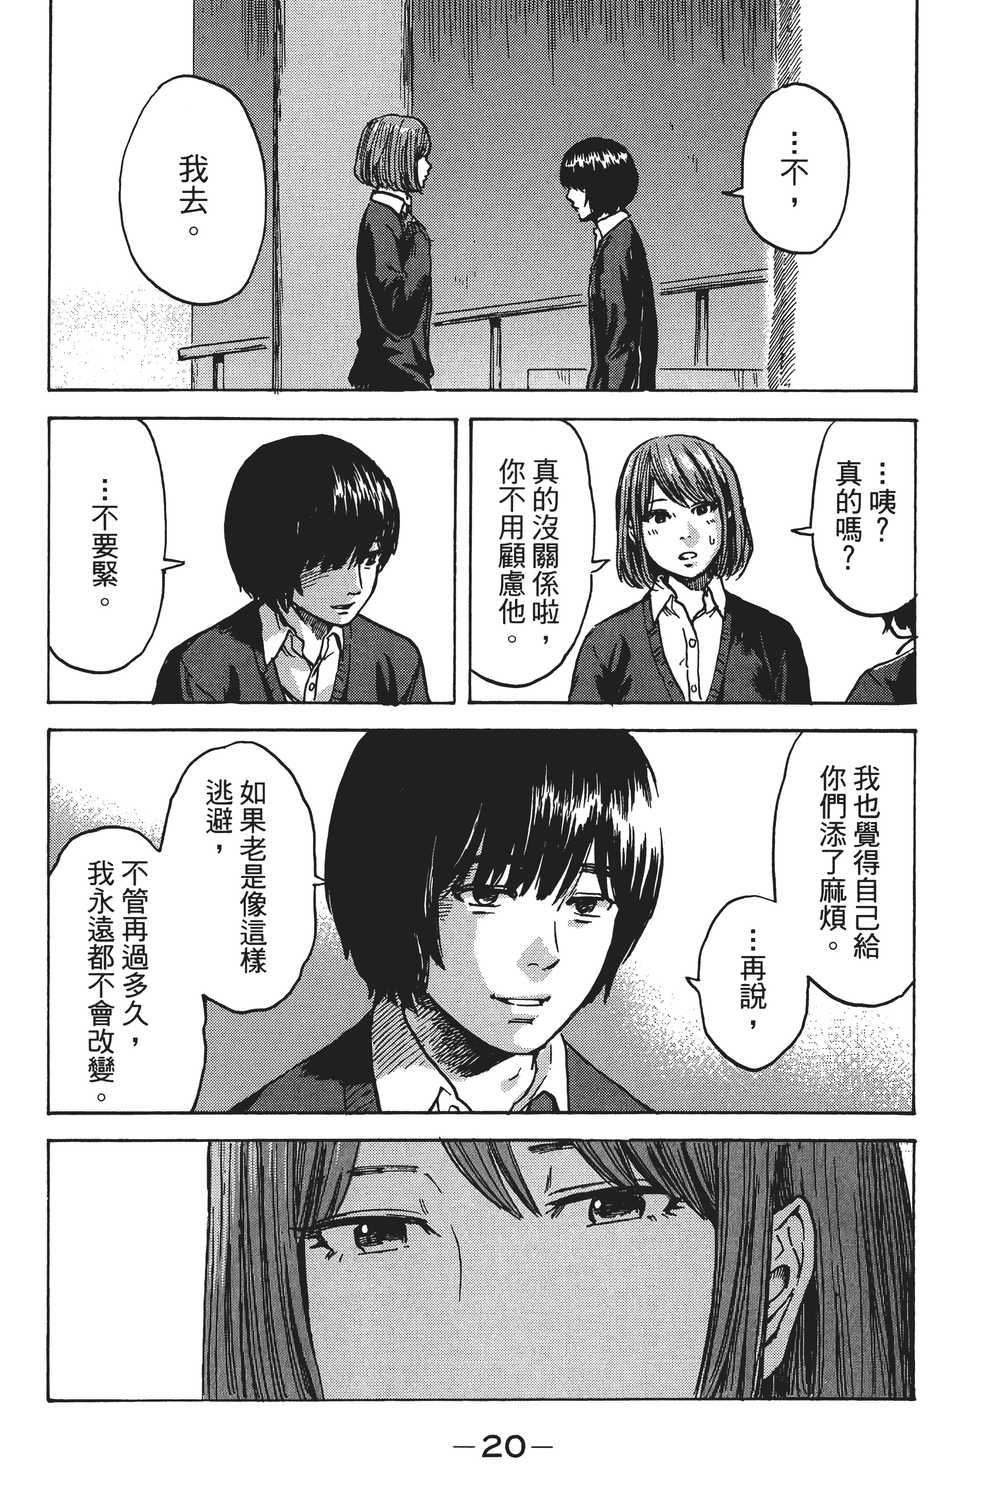 …不，
我去。
…咦？
真的嗎？
真的沒關係啦，
你不用顧慮他。
…不要緊。
我也覺得自己給
你們添了麻煩。
…再說，
如果老是像這樣
逃避，
不管再過多久，
我永遠都不會改變。
－20－